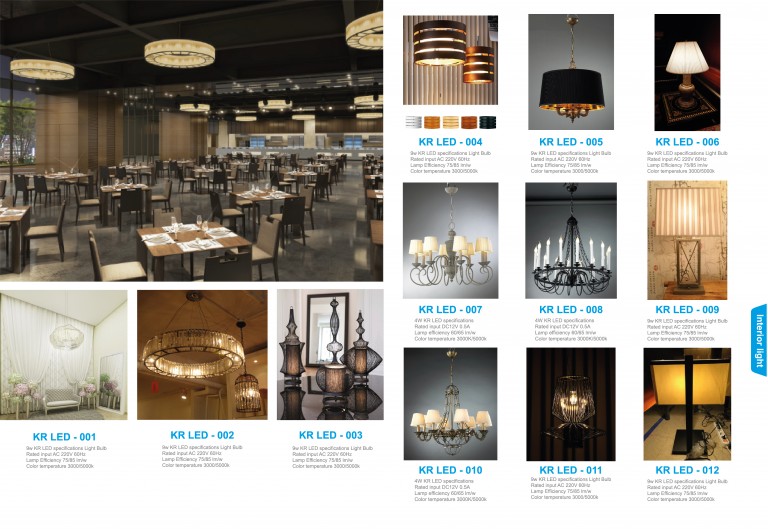 KR LED - 001
9w KR LED specifications Light Bulb
Rated input AC 220V 60Hz
Lamp Efficiency 75/85 lm/w
Color temperature 3000/5000k
KR LED - 002
9w KR LED specifications Light Bulb
Rated input AC 220V 60Hz
Lamp Efficiency 75/85 lm/w
Color temperature 3000/5000k
KR LED - 003
9w KR LED specifications Light Bulb
Rated input AC 220V 60Hz
Lamp Efficiency 75/85 lm/w
Color temperature 3000/5000k
KR LED - 004
9w KR LED specifications Light Bulb
Rated input AC 220V 60Hz
Lamp Efficiency 75/85 lm/w
Color temperature 3000/5000k
KR LED - 005
9w KR LED specifications Light Bulb
Rated input AC 220V 60Hz
Lamp Efficiency 75/85 lm/w
Color temperature 3000/5000k
KR LED - 006
9w KR LED specifications Light Bulb
Rated input AC 220V 60Hz
Lamp Efficiency 75/85 lm/w
Color temperature 3000/5000k
KR LED - 007
4W KR LED specifications
Rated input DC12V 0.5A
Lamp efficiency 60/65 lm/w
Color temperature 3000K/5000k
KR LED - 008
4W KR LED specifications
Rated input DC12V 0.5A
Lamp efficiency 60/65 lm/w
Color temperature 3000K/5000k
KR LED - 009
9w KR LED specifications Light Bulb
Rated input AC 220V 60Hz
Lamp Efficiency 75/85 lm/w
Color temperature 3000/5000k
KR LED - 010
4W KR LED specifications
Rated input DC12V 0.5A
Lamp efficiency 60/65 lm/w
Color temperature 3000K/5000k
KR LED - 011
9w KR LED specifications Light Bulb
Rated input AC 220V 60Hz
Lamp Efficiency 75/85 lm/w
Color temperature 3000/5000k
KR LED - 012
9w KR LED specifications Light Bulb
Rated input AC 220V 60Hz
Lamp Efficiency 75/85 lm/w
Color temperature 3000/5000k
Interior light